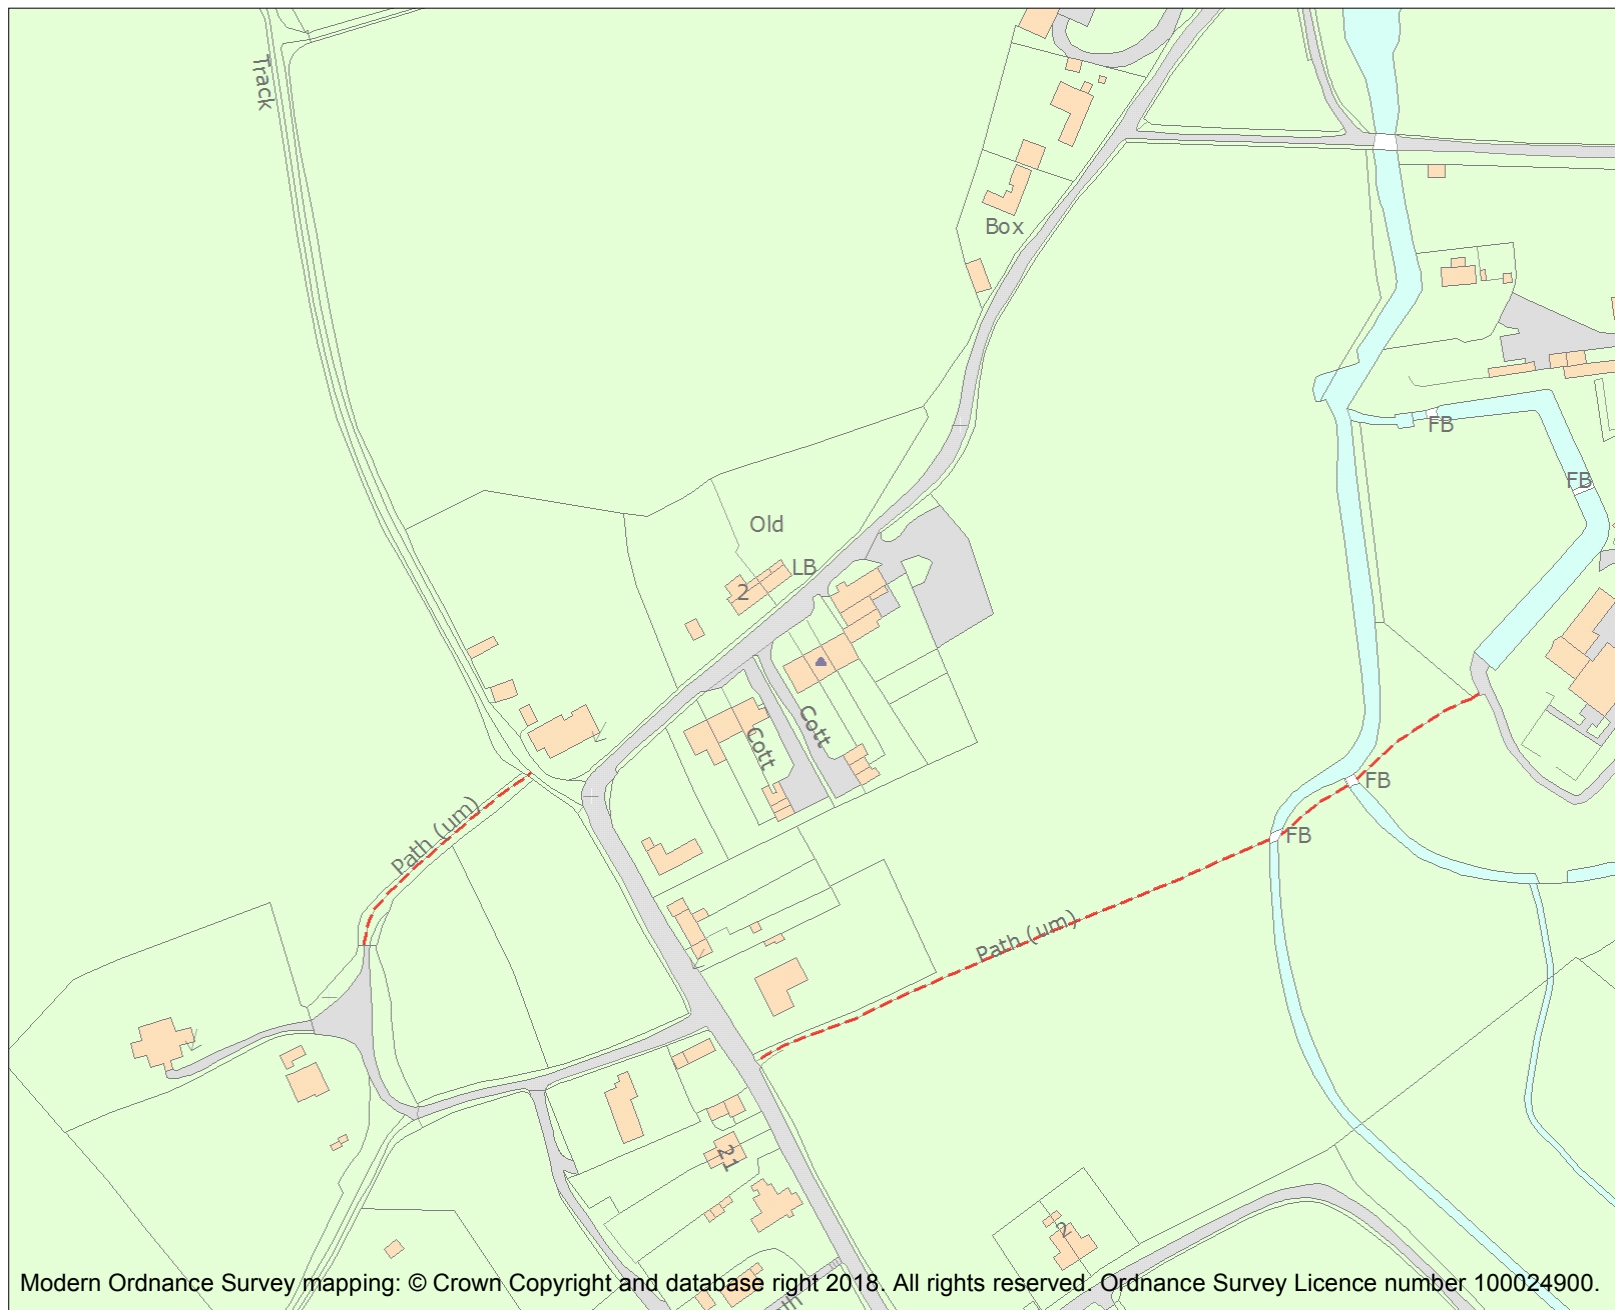 Track
Box
FB
FB
Old
LB
2
Cott
Cott
FB
FB
Path (um)
Path (um)
21
2
Modern Ordnance Survey mapping: © Crown Copyright and database right 2018. All rights reserved. Ordnance Survey Licence number 100024900.